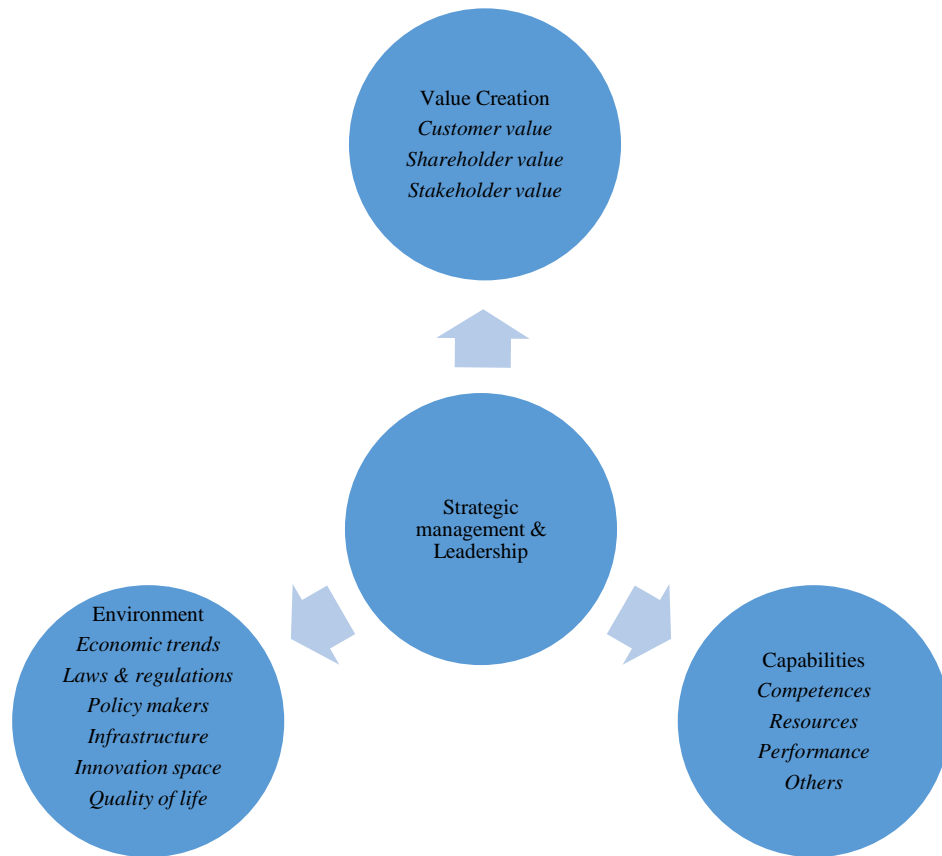 Value Creation
Customer value
Shareholder value
Stakeholder value
Strategic
management &
Leadership
Environment
Economic trends
Laws & regulations
Policy makers
Infrastructure
Innovation space
Quality of life
Capabilities
Competences
Resources
Performance
Others